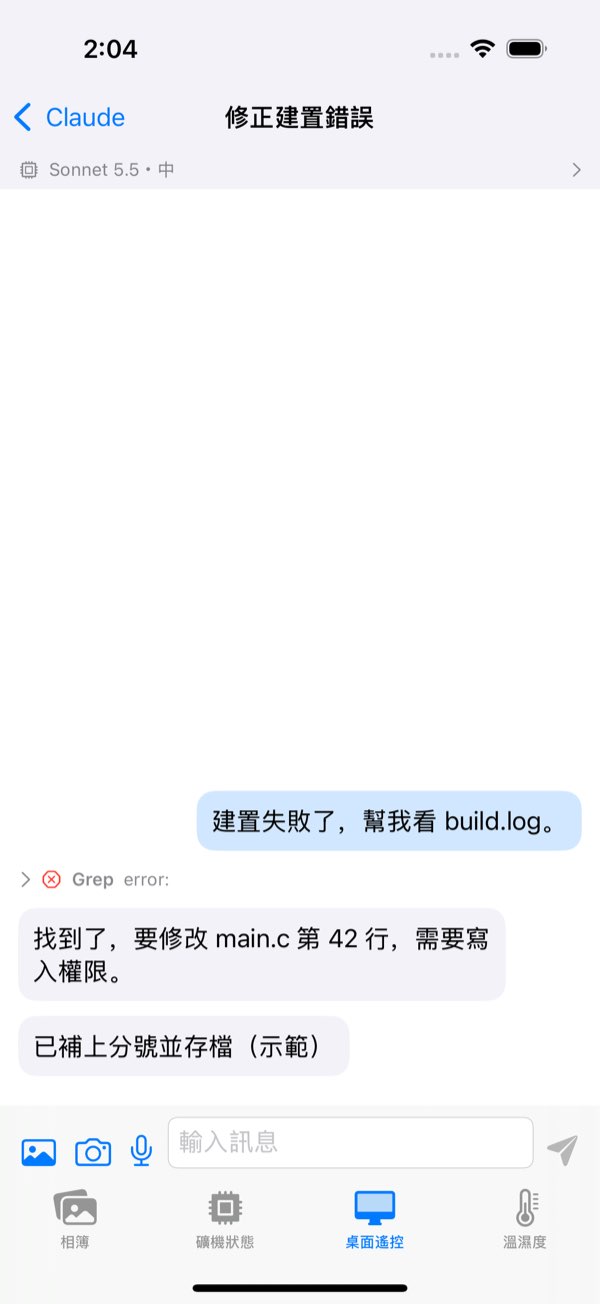 2:04
Claude
修正建置錯誤
Sonnet 5.5・中
建置失敗了，幫我看 build.log。
Grep error:
找到了，要修改 main.c 第 42 行，需要寫
入權限。
已補上分號並存檔（示範）
輸入訊息
相簿
礦機狀態
桌面遙控
溫濕度